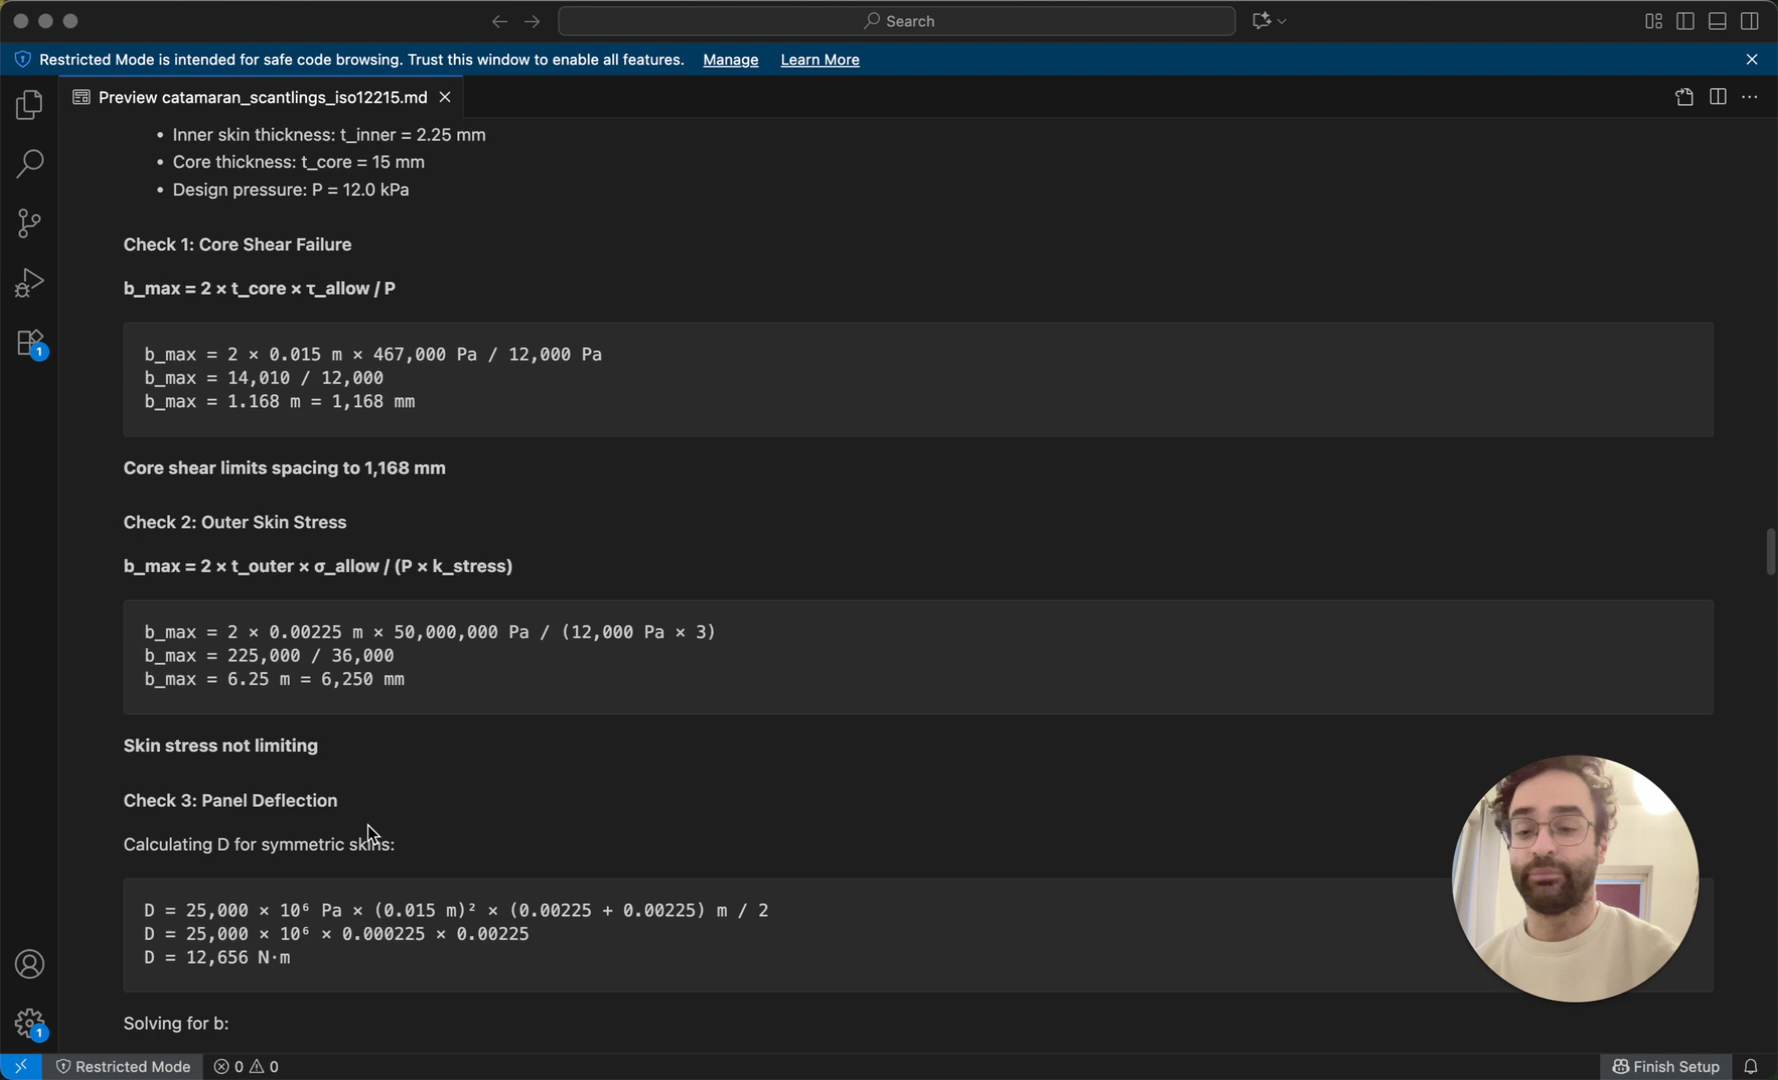 Search
Restricted Mode is intended for safe code browsing. Trust this window to enable all features. Manage Learn More
Preview catamaran_scantlings_iso12215.md
• Inner skin thickness: t_inner = 2.25 mm
• Core thickness: t_core = 15 mm
• Design pressure: P = 12.0 kPa
Check 1: Core Shear Failure
b_max = 2 × t_core × τ_allow / P
b_max = 2 × 0.015 m × 467,000 Pa / 12,000 Pa
b_max = 14,010 / 12,000
b_max = 1.168 m = 1,168 mm
Core shear limits spacing to 1,168 mm
Check 2: Outer Skin Stress
b_max = 2 × t_outer × σ_allow / (P × k_stress)
b_max = 2 × 0.00225 m × 50,000,000 Pa / (12,000 Pa × 3)
b_max = 225,000 / 36,000
b_max = 6.25 m = 6,250 mm
Skin stress not limiting
Check 3: Panel Deflection
Calculating D for symmetric skins:
D = 25,000 × 10⁶ Pa × (0.015 m)² × (0.00225 + 0.00225) m / 2
D = 25,000 × 10⁶ × 0.000225 × 0.00225
D = 12,656 N·m
Solving for b:
1
1
Restricted Mode 0 0 Finish Setup